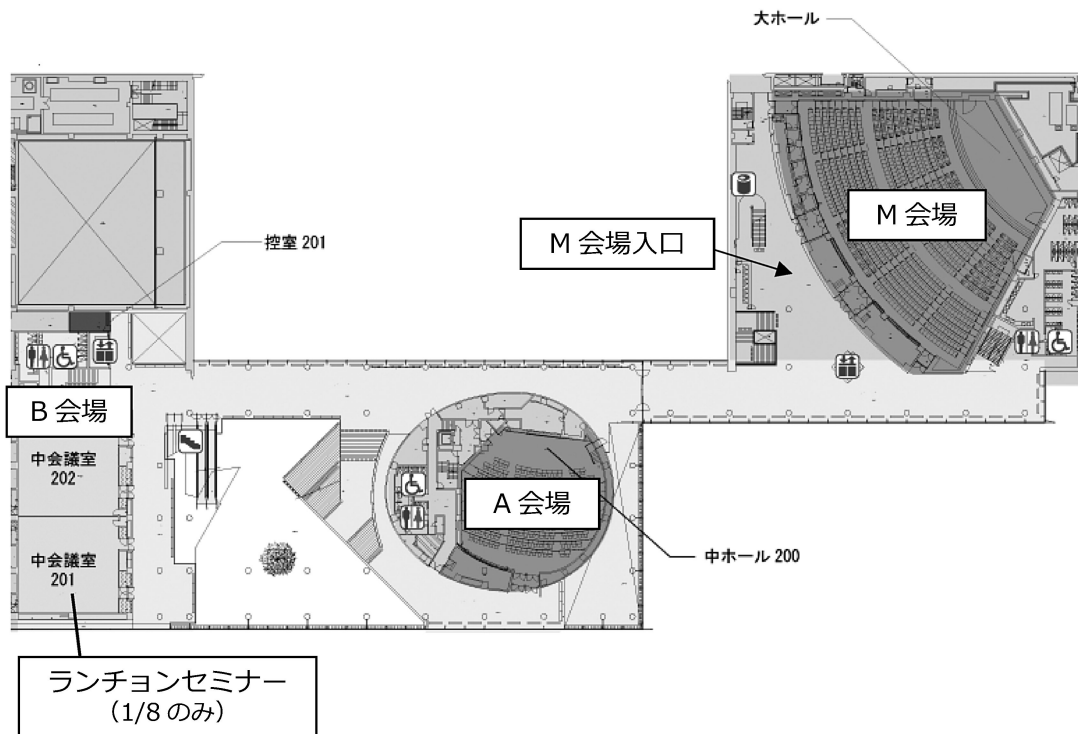 大ホール
M 会場
M 会場入口
控室 201
B 会場
中会議室
202
A 会場
中会議室
201
中ホール 200
ランチョンセミナー
（1/8 のみ）